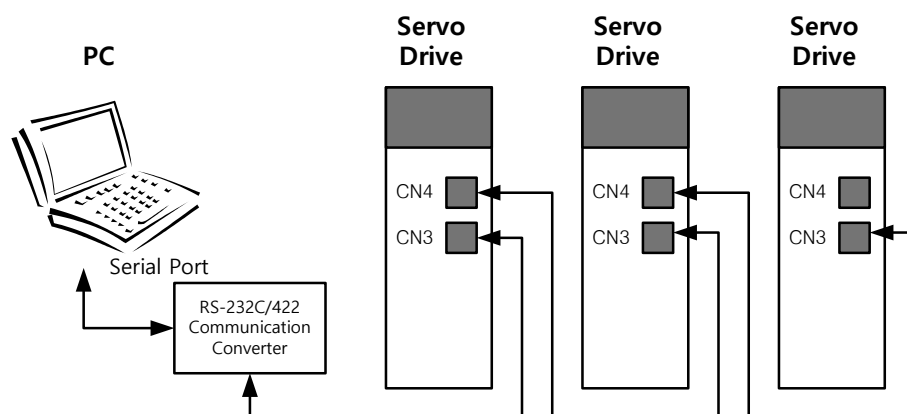 PC
Serial Port
RS-232C/422
Communication
Converter
Servo
Drive
CN4
CN3
Servo
Drive
CN4
CN3
Servo
Drive
CN4
CN3